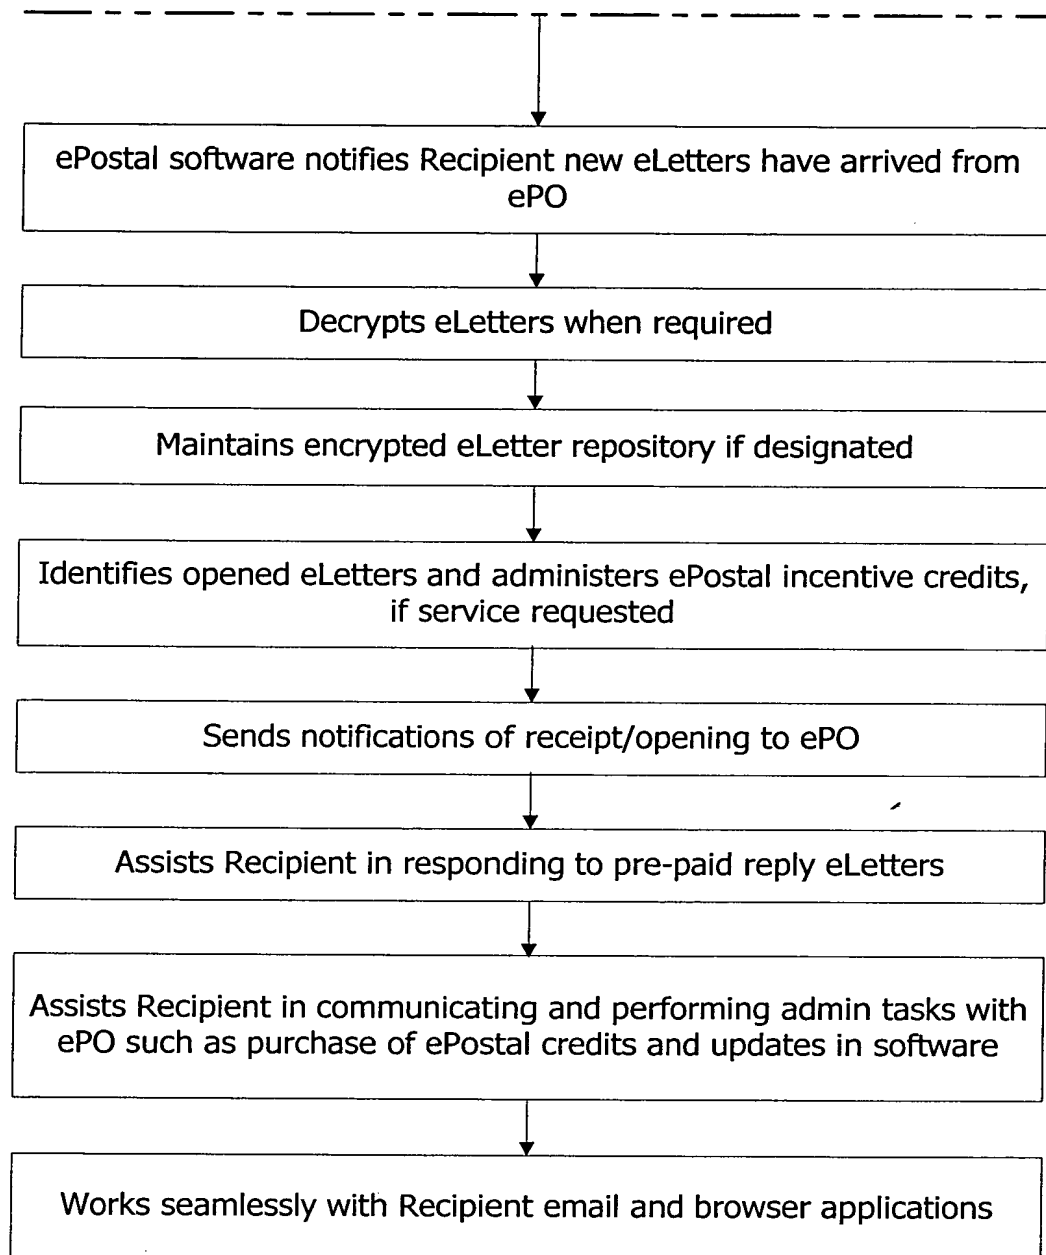 ePostal software notifies Recipient new eLetters have arrived from
ePO
Decrypts eLetters when required
Maintains encrypted eLetter repository if designated
Identifies opened eLetters and administers ePostal incentive credits,
if service requested
Sends notifications of receipt/opening to ePO
Assists Recipient in responding to pre-paid reply eLetters
Assists Recipient in communicating and performing admin tasks with
ePO such as purchase of ePostal credits and updates in software
Works seamlessly with Recipient email and browser applications